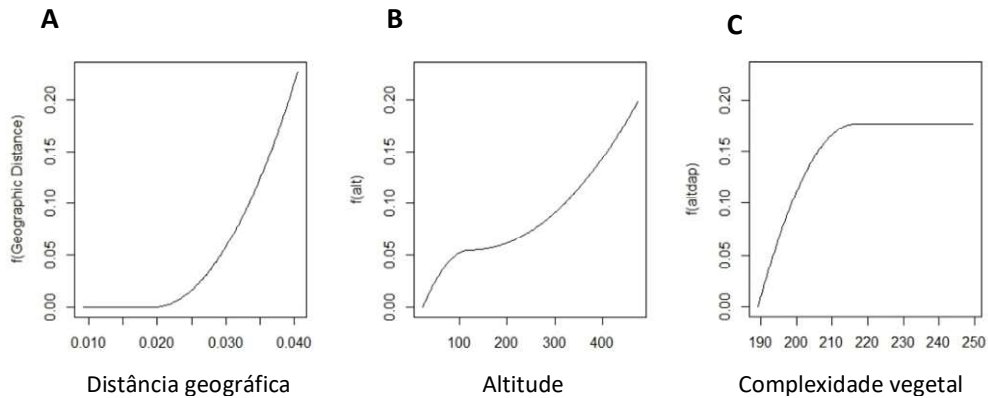 A
f(Geographic Distance)
0.00 0.05 0.10 0.15 0.20
0.010 0.020 0.030 0.040
Distância geográfica
B
f(alt)
0.00 0.05 0.10 0.15 0.20
100 200 300 400
Altitude
C
f(altdap)
0.00 0.05 0.10 0.15 0.20
190 200 210 220 230 240 250
Complexidade vegetal